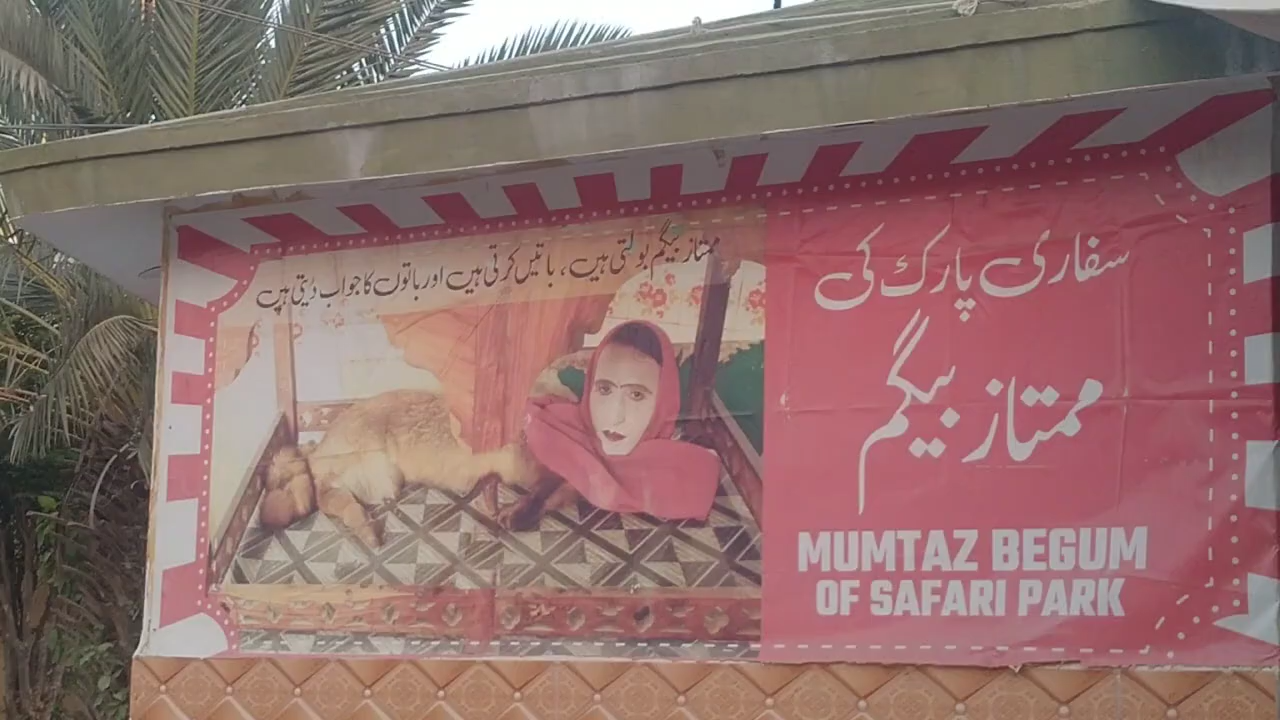 ممتاز بیگم بولتی ہیں، باتیں کرتی ہیں اور باتوں کا جواب دیتی ہیں
سفاری پارک کی
ممتاز بیگم
MUMTAZ BEGUM
OF SAFARI PARK